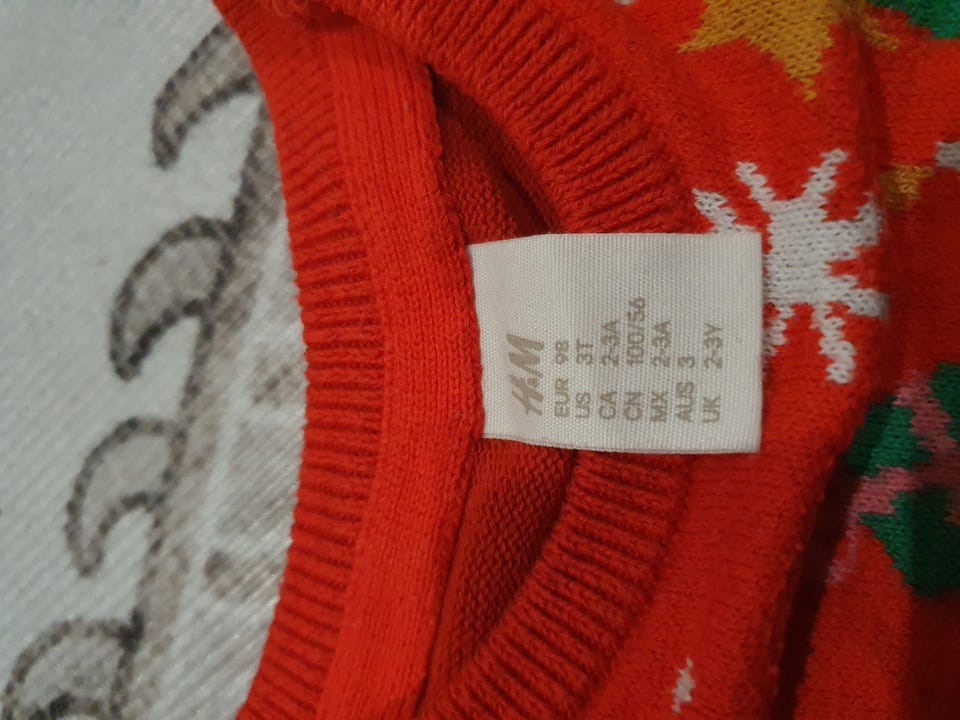 H&M
EUR 98
US 3T
CA 2-3A
CN 100/56
MX 2-3A
AUS 3
UK 2-3Y